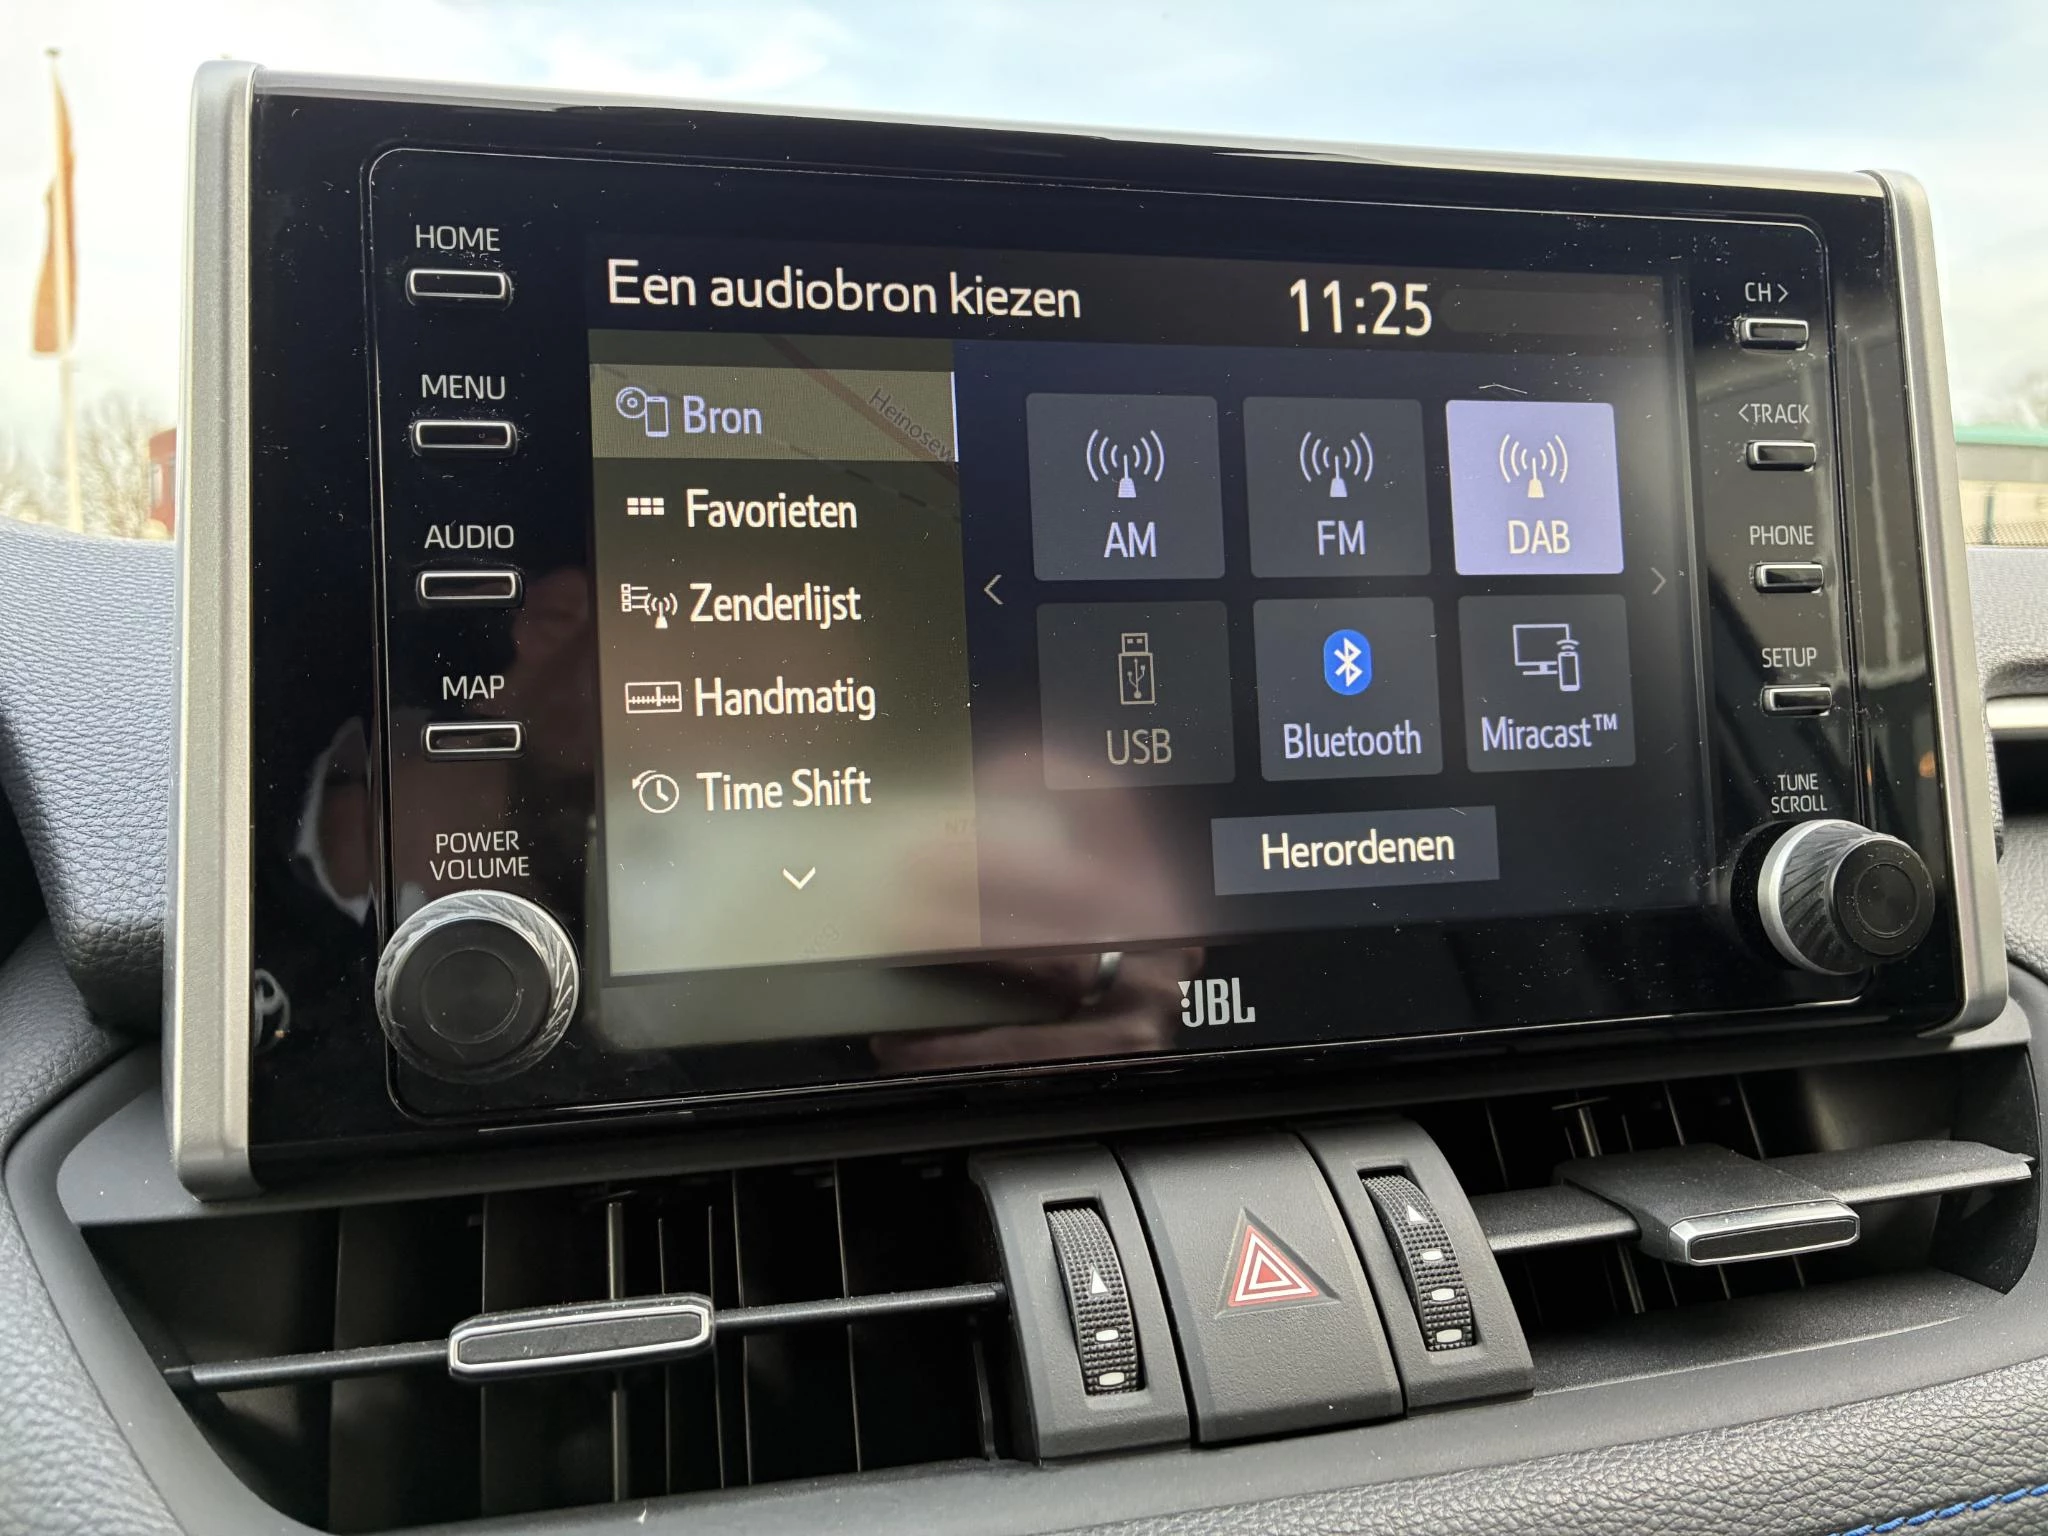 HOME
MENU
AUDIO
MAP
POWER
VOLUME
Een audiobron kiezen
11:25
Bron
Favorieten
Zenderlijst
Handmatig
Time Shift
AM
FM
DAB
USB
Bluetooth
Miracast™
Herordenen
JBL
CH>
<TRACK
PHONE
SETUP
TUNE
SCROLL